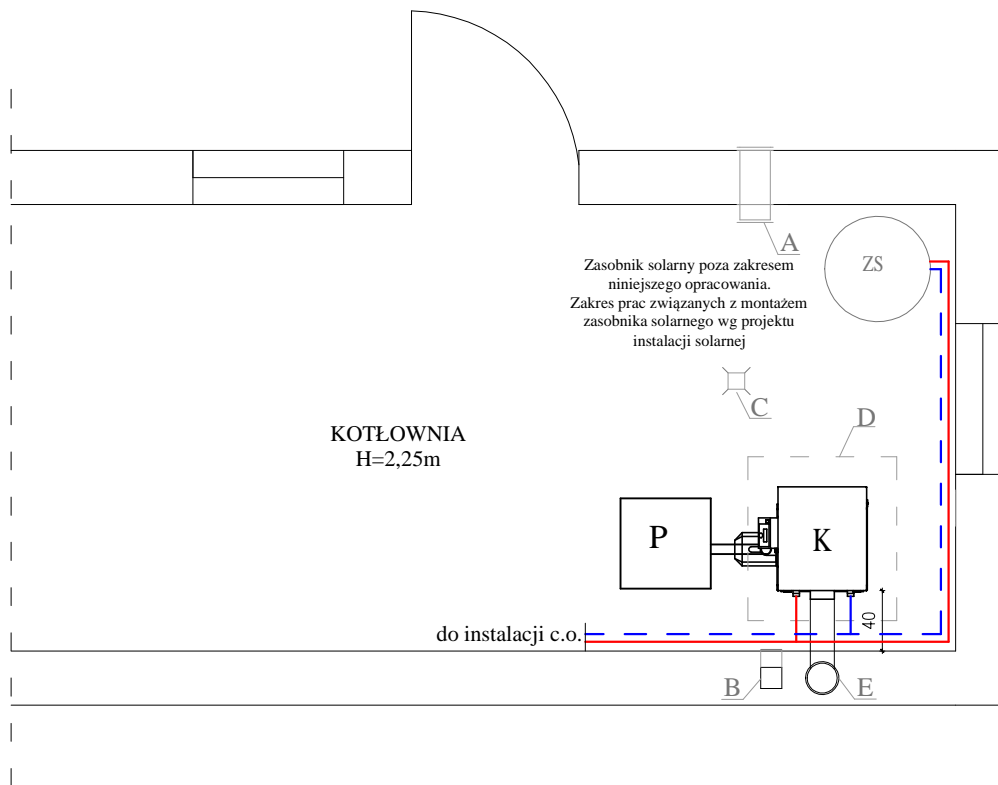 A
ZS
Zasobnik solarny poza zakresem
niniejszego opracowania.
Zakres prac związanych z montażem
zasobnika solarnego wg projektu
instalacji solarnej
C
D
KOTŁOWNIA
H=2,25m
P
K
40
do instalacji c.o.
B
E